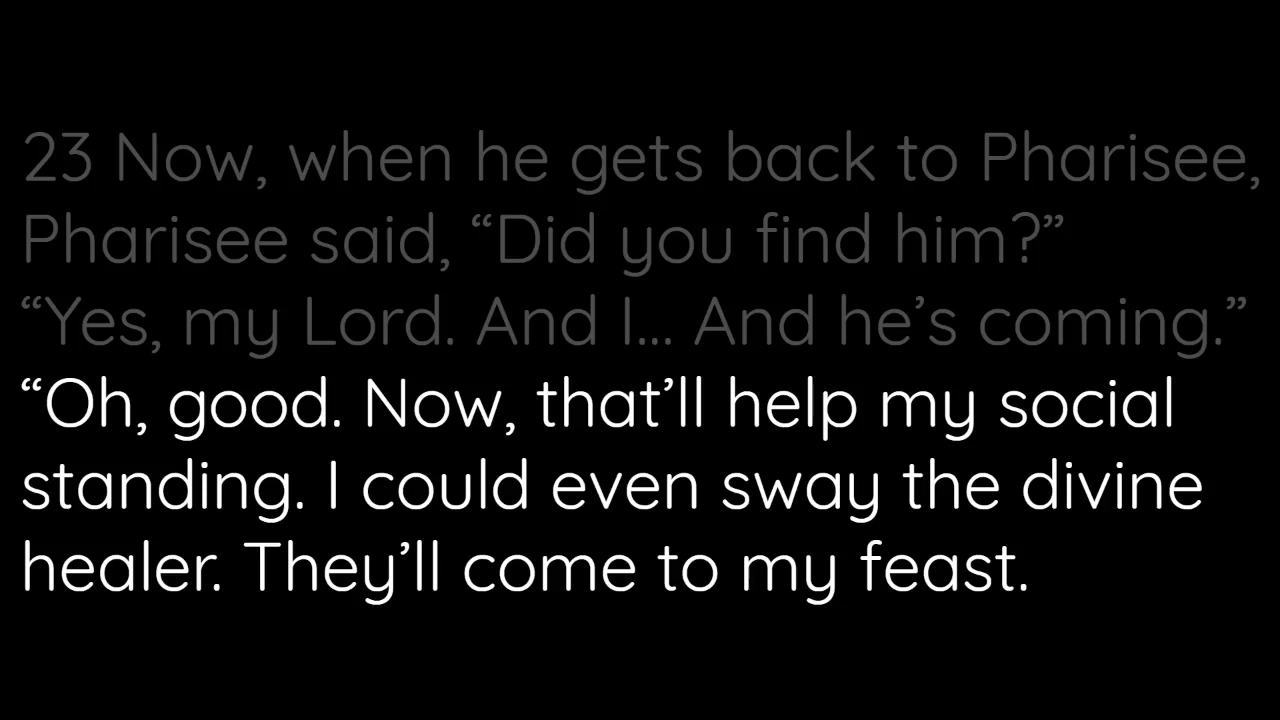 23 Now, when he gets back to Pharisee,
Pharisee said, “Did you find him?”
“Yes, my Lord. And I... And he’s coming.”
“Oh, good. Now, that’ll help my social
standing. I could even sway the divine
healer. They’ll come to my feast.